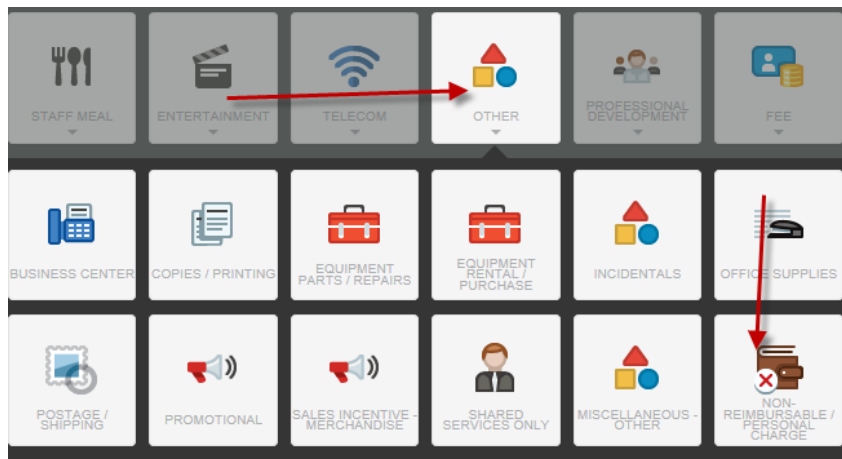 STAFF MEAL
ENTERTAINMENT
TELECOM
OTHER
PROFESSIONAL
DEVELOPMENT
FEE
BUSINESS CENTER
COPIES / PRINTING
EQUIPMENT
PARTS / REPAIRS
EQUIPMENT
RENTAL /
PURCHASE
INCIDENTALS
OFFICE SUPPLIES
POSTAGE /
SHIPPING
PROMOTIONAL
SALES INCENTIVE -
MERCHANDISE
SHARED
SERVICES ONLY
MISCELLANEOUS -
OTHER
NON-
REIMBURSABLE /
PERSONAL
CHARGE